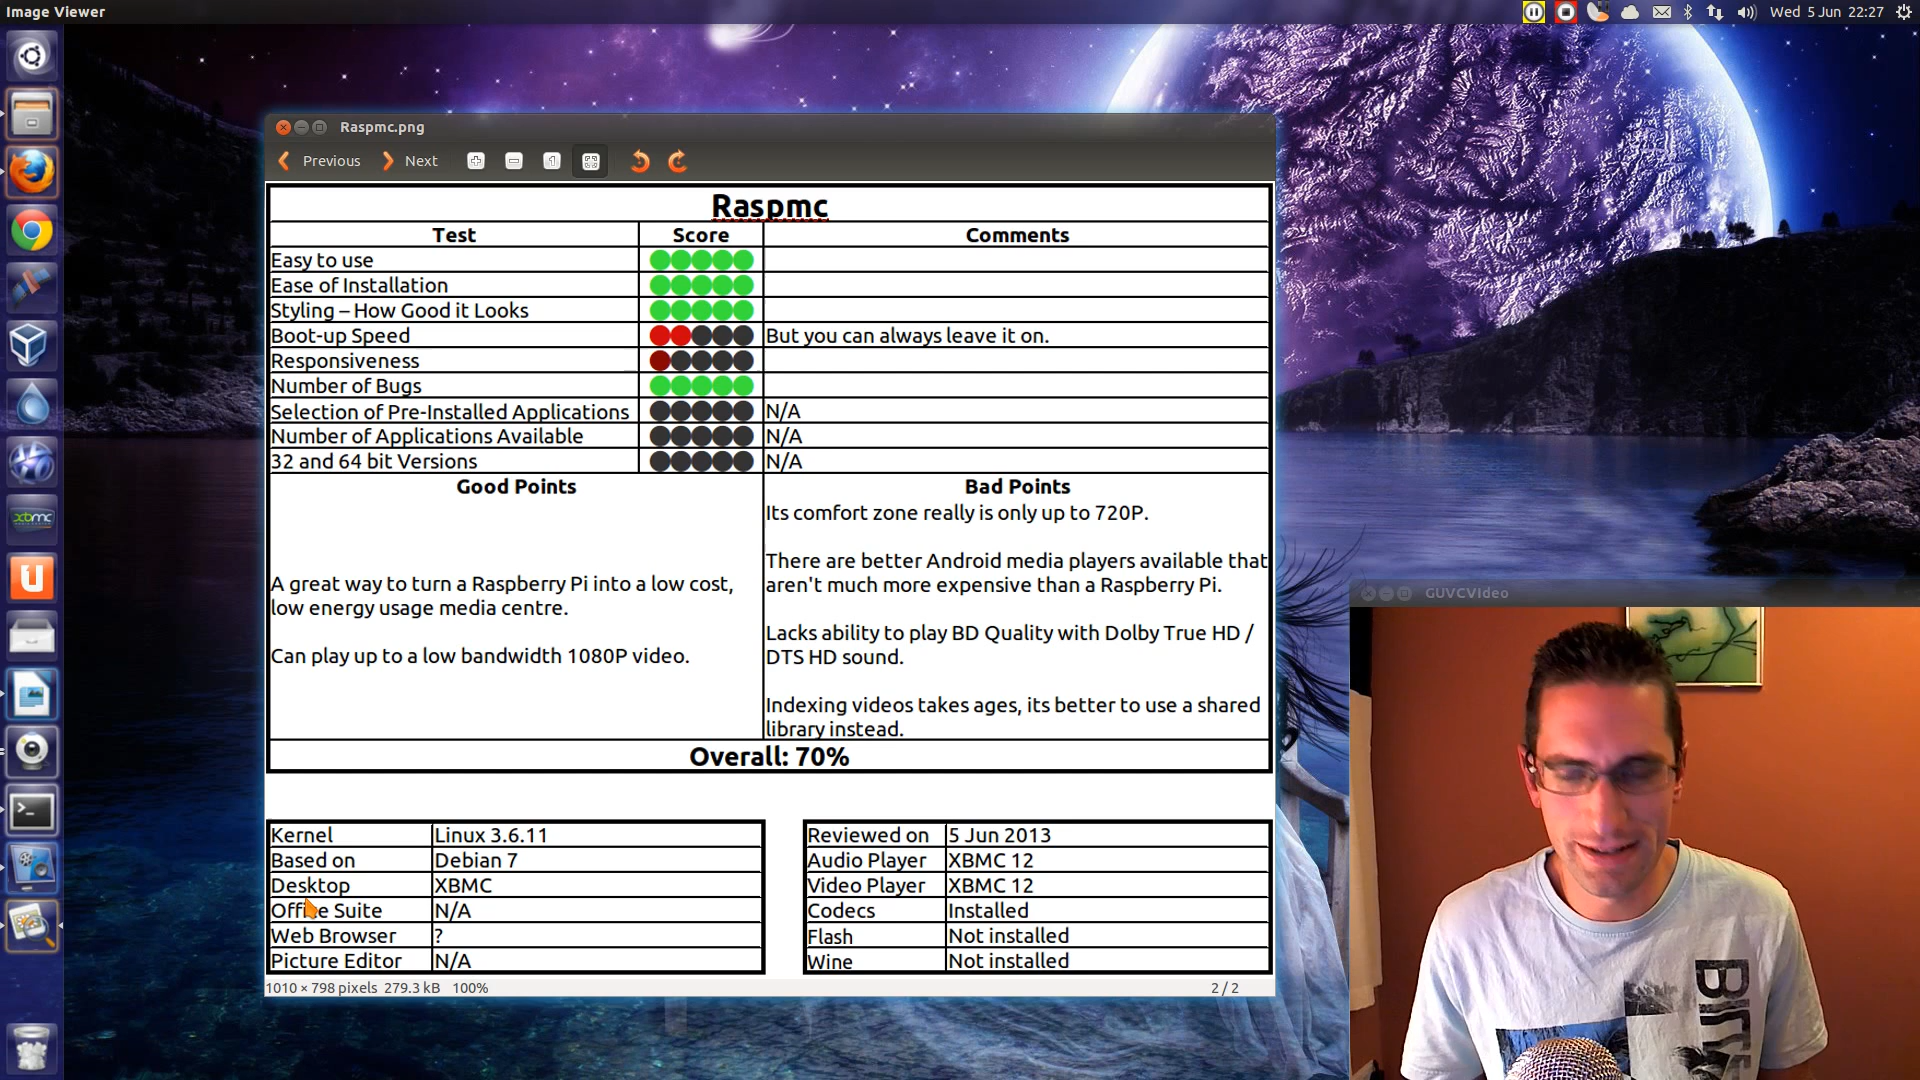 Image Viewer
Wed 5 Jun 22:27
Raspmc.png
Previous Next
Raspmc
Test Score Comments
Easy to use
Ease of Installation
Styling – How Good it Looks
Boot-up Speed But you can always leave it on.
Responsiveness
Number of Bugs
Selection of Pre-Installed Applications N/A
Number of Applications Available N/A
32 and 64 bit Versions N/A
Good Points
A great way to turn a Raspberry Pi into a low cost,
low energy usage media centre.
Can play up to a low bandwidth 1080P video.
Bad Points
Its comfort zone really is only up to 720P.
There are better Android media players available that
aren't much more expensive than a Raspberry Pi.
Lacks ability to play BD Quality with Dolby True HD /
DTS HD sound.
Indexing videos takes ages, its better to use a shared
library instead.
Overall: 70%
Kernel Linux 3.6.11
Based on Debian 7
Desktop XBMC
Office Suite N/A
Web Browser ?
Picture Editor N/A
Reviewed on 5 Jun 2013
Audio Player XBMC 12
Video Player XBMC 12
Codecs Installed
Flash Not installed
Wine Not installed
1010 × 798 pixels 279.3 kB 100% 2 / 2
GUVCVideo
xbmc